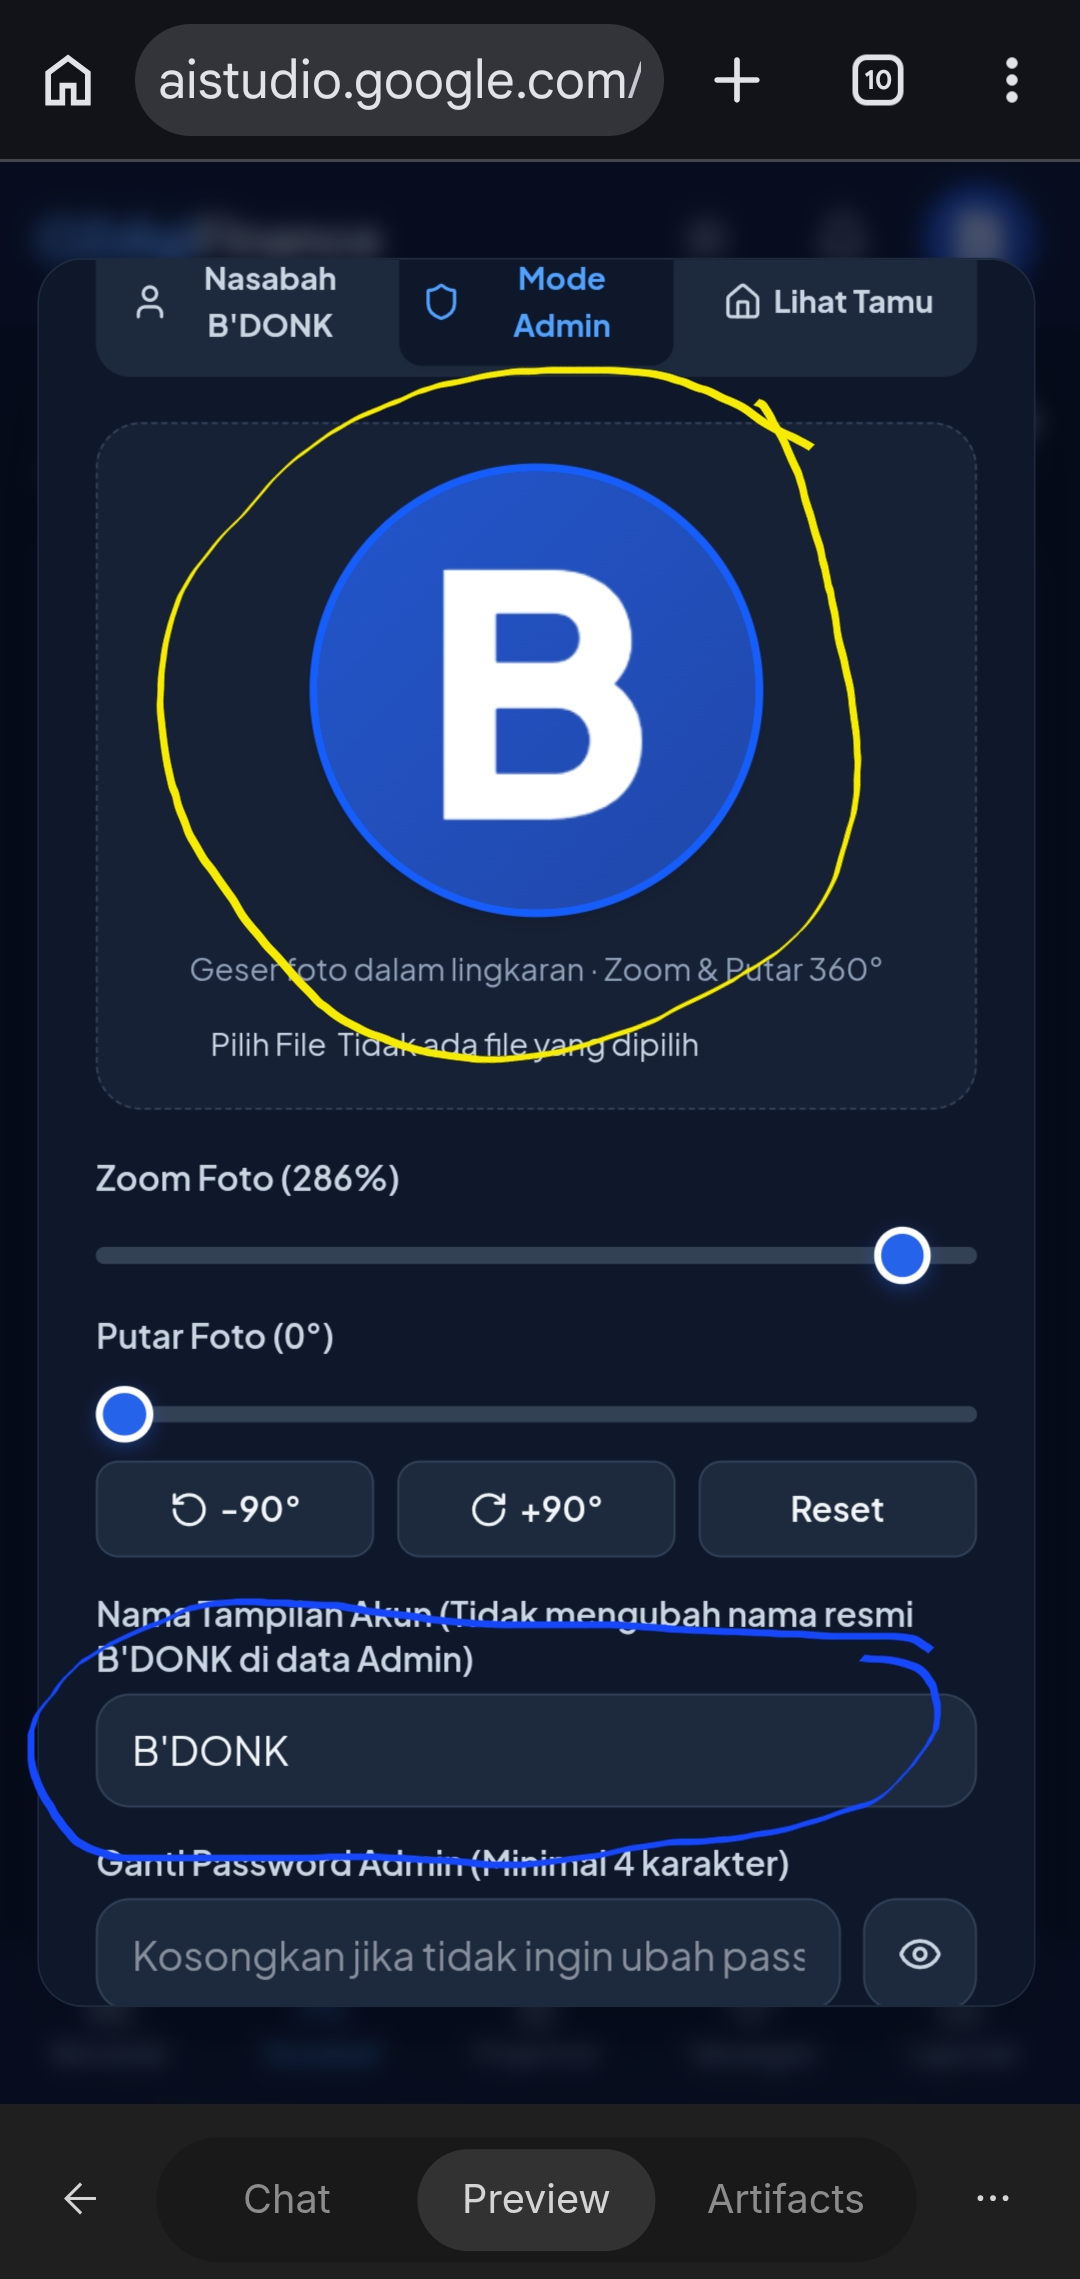 aistudio.google.com/
10
Nasabah
B'DONK
Mode
Admin
Lihat Tamu
B
Geser foto dalam lingkaran · Zoom & Putar 360°
Pilih File Tidak ada file yang dipilih
Zoom Foto (286%)
Putar Foto (0°)
-90°
+90°
Reset
Nama Tampilan Akun (Tidak mengubah nama resmi
B'DONK di data Admin)
B'DONK
Ganti Password Admin (Minimal 4 karakter)
Kosongkan jika tidak ingin ubah pass
Chat
Preview
Artifacts